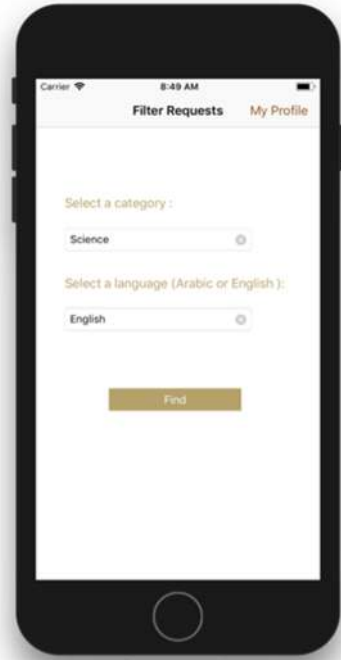 Carrier 8:49 AM
Filter Requests My Profile
Select a category :
Science
Select a language (Arabic or English ):
English
Find